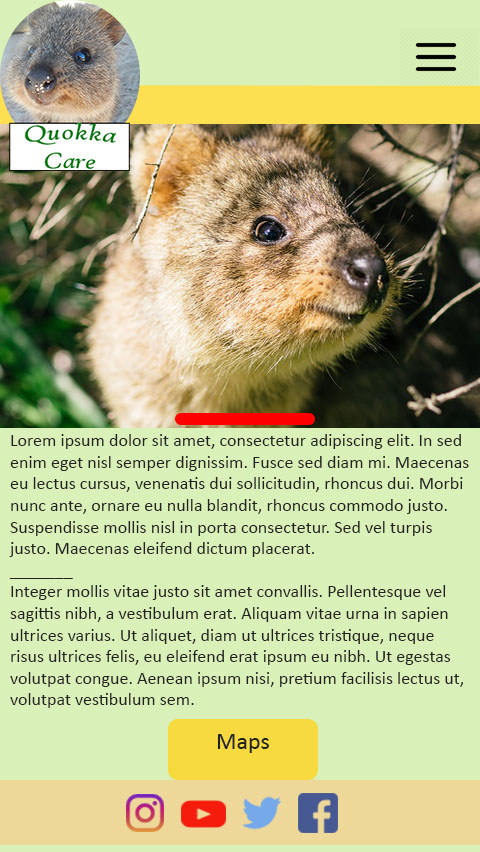 Quokka
Care
Lorem ipsum dolor sit amet, consectetur adipiscing elit. In sed
enim eget nisl semper dignissim. Fusce sed diam mi. Maecenas
eu lectus cursus, venenatis dui sollicitudin, rhoncus dui. Morbi
nunc ante, ornare eu nulla blandit, rhoncus commodo justo.
Suspendisse mollis nisl in porta consectetur. Sed vel turpis
justo. Maecenas eleifend dictum placerat.
_______
Integer mollis vitae justo sit amet convallis. Pellentesque vel
sagittis nibh, a vestibulum erat. Aliquam vitae urna in sapien
ultrices varius. Ut aliquet, diam ut ultrices tristique, neque
risus ultrices felis, eu eleifend erat ipsum eu nibh. Ut egestas
volutpat congue. Aenean ipsum nisi, pretium facilisis lectus ut,
volutpat vestibulum sem.
Maps